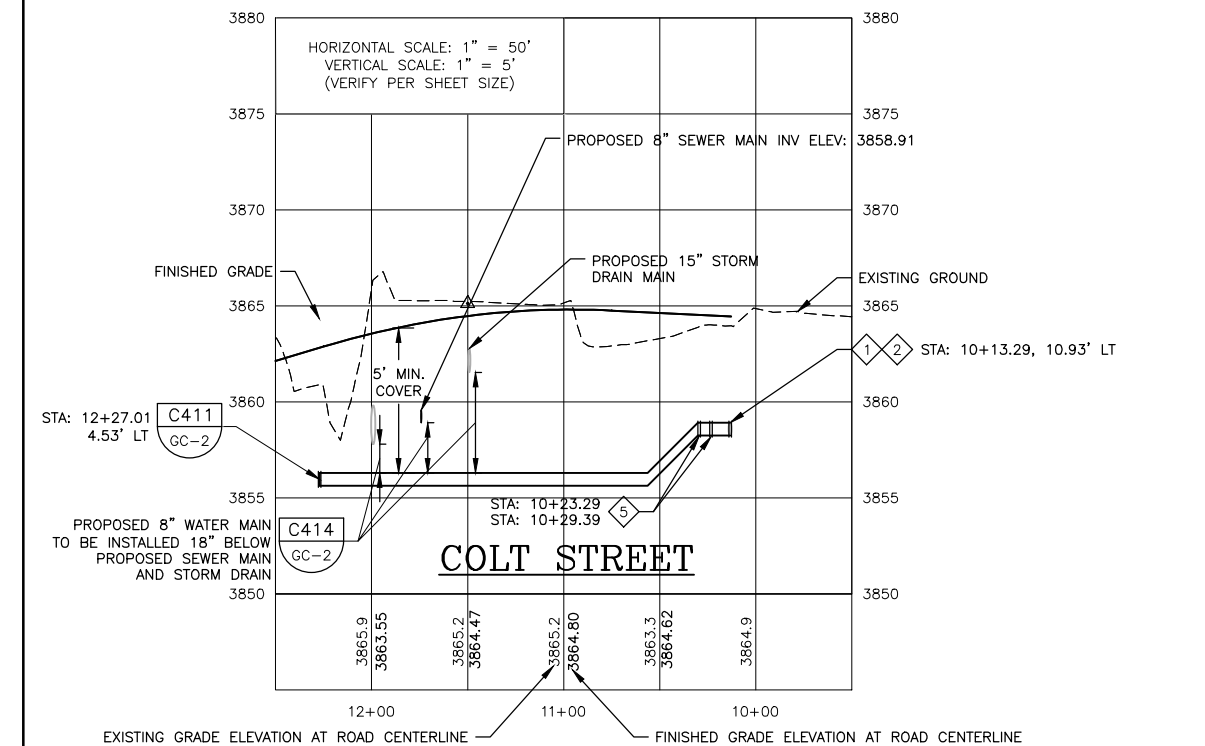 3880
3880
HORIZONTAL SCALE: 1" = 50'
VERTICAL SCALE: 1" = 5'
(VERIFY PER SHEET SIZE)
3875
3875
PROPOSED 8" SEWER MAIN INV ELEV: 3858.91
3870
3870
PROPOSED 15" STORM
DRAIN MAIN
FINISHED GRADE
EXISTING GROUND
3865
3865
1
2
STA: 10+13.29, 10.93' LT
5' MIN.
COVER
3860
3860
STA: 12+27.01
4.53' LT
C411
GC-2
3855
3855
STA: 10+23.29
STA: 10+29.39
5
PROPOSED 8" WATER MAIN
TO BE INSTALLED 18" BELOW
PROPOSED SEWER MAIN
AND STORM DRAIN
C414
GC-2
COLT STREET
3850
3850
3865.9
3863.55
3865.2
3864.47
3865.2
3864.80
3863.3
3864.62
3864.9
12+00
11+00
10+00
EXISTING GRADE ELEVATION AT ROAD CENTERLINE
FINISHED GRADE ELEVATION AT ROAD CENTERLINE